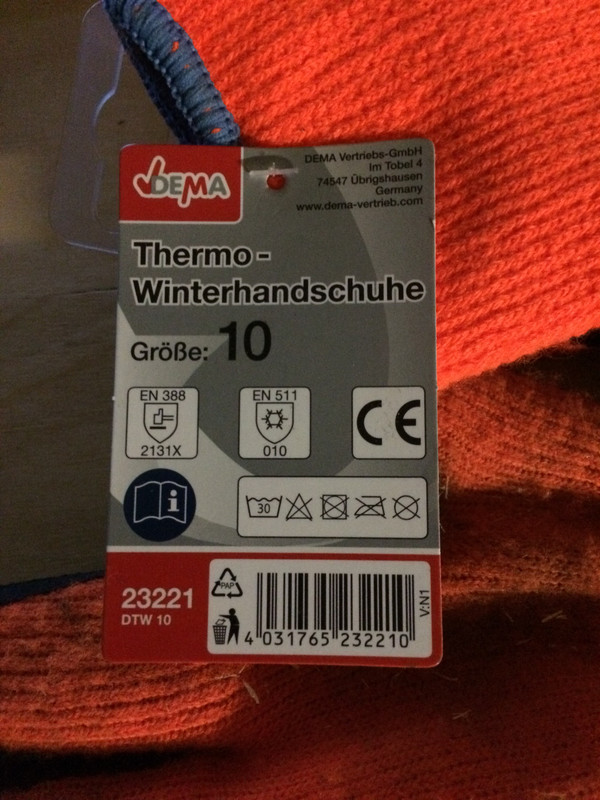 DEMA
DEMA Vertriebs-GmbH
Im Tobel 4
74547 Übrigshausen
Germany
www.dema-vertrieb.com
Thermo-
Winterhandschuhe
Größe: 10
EN 388
2131X
EN 511
010
CE
i
30
23221
DTW 10
PAP
4 031765 232210
V:N1